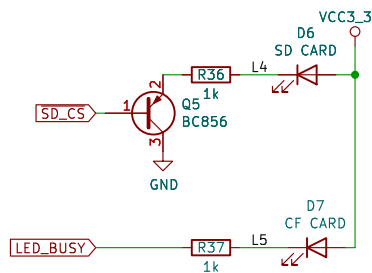 VCC3_3
D6
SD CARD
R36
L4
1k
2
SD_CS
1
Q5
BC856
3
GND
D7
CF CARD
LED_BUSY
R37
L5
1k